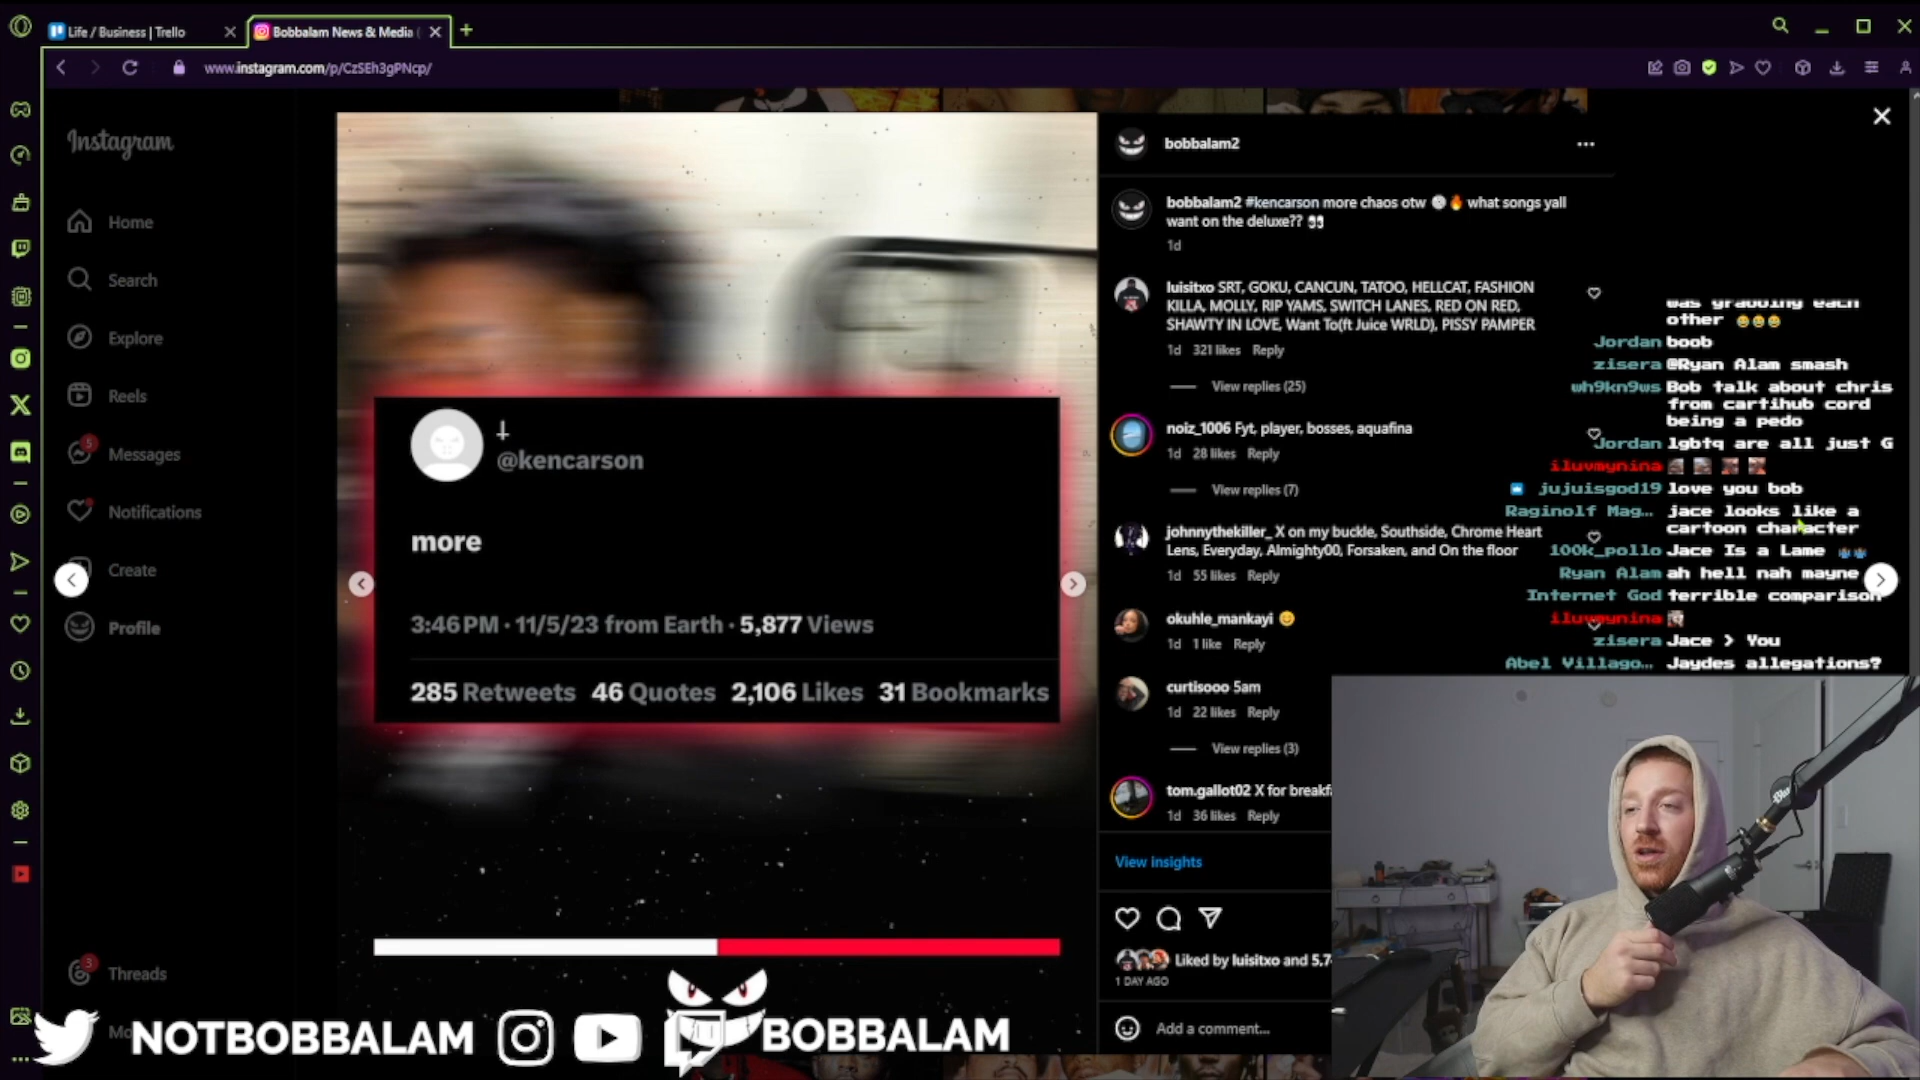 Life / Business | Trello
Bobbalam News & Media
www.instagram.com/p/CzSEh3gPNcp/
Instagram
Home
Search
Explore
Reels
5
Messages
Notifications
Create
Profile
3
Threads
@kencarson
more
3:46 PM · 11/5/23 from Earth · 5,877 Views
285 Retweets 46 Quotes 2,106 Likes 31 Bookmarks
bobbalam2
bobbalam2 #kencarson more chaos otw 🔥 what songs yall
want on the deluxe?? 👀
1d
luisitxo SRT, GOKU, CANCUN, TATOO, HELLCAT, FASHION
KILLA, MOLLY, RIP YAMS, SWITCH LANES, RED ON RED,
SHAWTY IN LOVE, Want To(ft Juice WRLD), PISSY PAMPER
1d 321 likes Reply
View replies (25)
noiz_1006 Fyt, player, bosses, aquafina
1d 28 likes Reply
View replies (7)
johnnythekiller_ X on my buckle, Southside, Chrome Heart
Lens, Everyday, Almighty00, Forsaken, and On the floor
1d 55 likes Reply
okuhle_mankayi 😊
1d 1 like Reply
curtisooo 5am
1d 22 likes Reply
View replies (3)
tom.gallot02 X for breakf
1d 36 likes Reply
View insights
Liked by luisitxo and 5,7
1 DAY AGO
Add a comment...
was grabbing each
other 😂😂😂
Jordan boob
zisera @Ryan Alam smash
wh9kn9ws Bob talk about chris
from cartihub cord
being a pedo
Jordan lgbtq are all just G
iluvmynina
jujuisgod19 love you bob
Raginolf Mag... jace looks like a
cartoon character
100k_pollo Jace Is a Lame
Ryan Alam ah hell nah mayne
Internet God terrible comparison
iluvmynina
zisera Jace > You
Abel Villago... Jaydes allegations?
NOTBOBBALAM
BOBBALAM